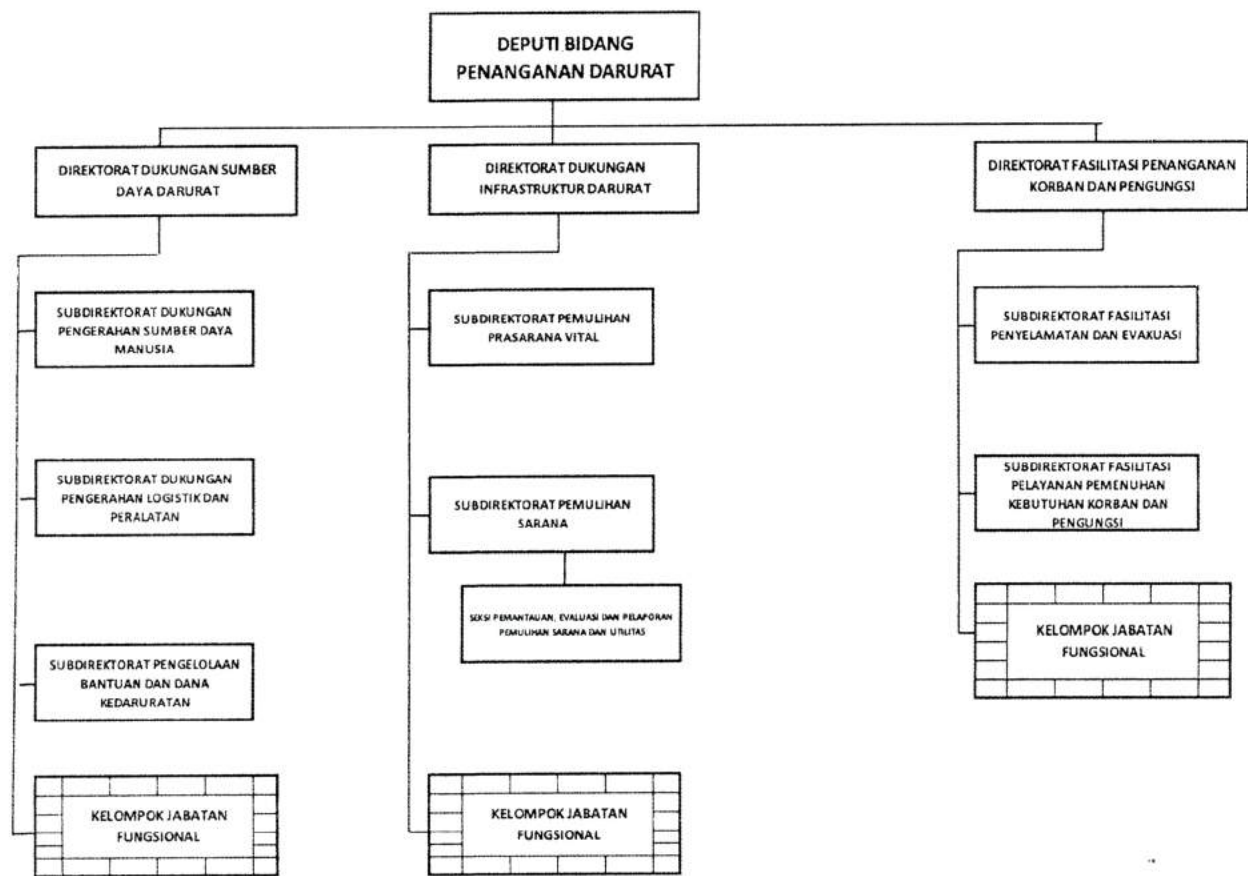 DEPUTI BIDANG
PENANGANAN DARURAT
DIREKTORAT DUKUNGAN SUMBER
DAYA DARURAT
DIREKTORAT DUKUNGAN
INFRASTRUKTUR DARURAT
DIREKTORAT FASILITASI PENANGANAN
KORBAN DAN PENGUNGSI
SUBDIREKTORAT DUKUNGAN
PENGERAHAN SUMBER DAYA
MANUSIA
SUBDIREKTORAT PEMULIHAN
PRASARANA VITAL
SUBDIREKTORAT FASILITASI
PENYELAMATAN DAN EVAKUASI
SUBDIREKTORAT DUKUNGAN
PENGERAHAN LOGISTIK DAN
PERALATAN
SUBDIREKTORAT PEMULIHAN
SARANA
SUBDIREKTORAT FASILITASI
PELAYANAN PEMENUHAN
KEBUTUHAN KORBAN DAN
PENGUNGSI
SEKSI PEMANTAUAN, EVALUASI DAN PELAPORAN
PEMULIHAN SARANA DAN UTILITAS
KELOMPOK JABATAN
FUNGSIONAL
SUBDIREKTORAT PENGELOLAAN
BANTUAN DAN DANA
KEDARURATAN
KELOMPOK JABATAN
FUNGSIONAL
KELOMPOK JABATAN
FUNGSIONAL